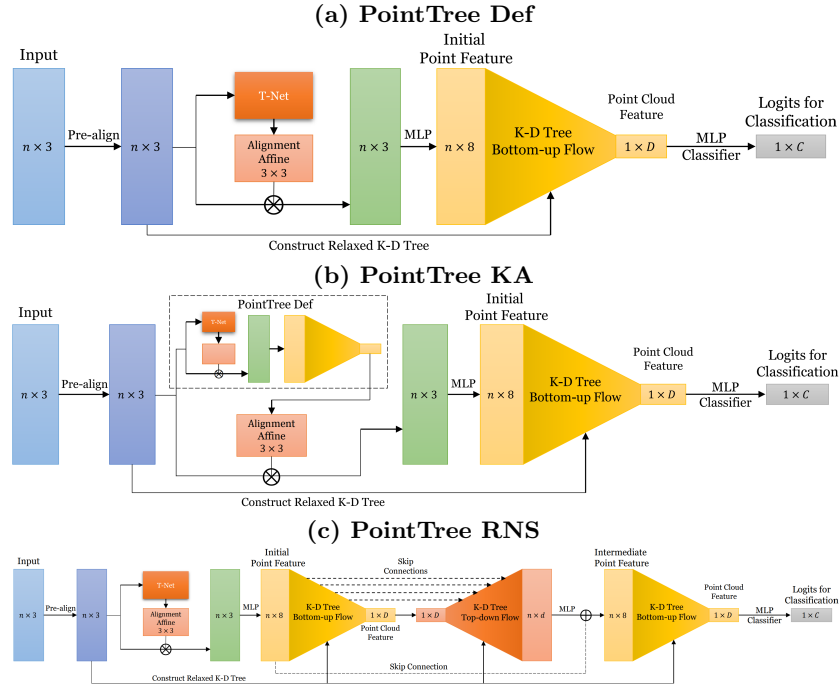 (a) PointTree Def
Initial
Point Feature
Input
T-Net
Point Cloud
Feature
Logits for
Classification
n × 3
Pre-align
n × 3
Alignment
Affine
3 × 3
n × 3
MLP
n × 8
K-D Tree
Bottom-up Flow
1 × D
MLP
Classifier
1 × C
Construct Relaxed K-D Tree
(b) PointTree KA
Initial
Point Feature
PointTree Def
Input
T-Net
Point Cloud
Feature
Logits for
Classification
n × 3
Pre-align
n × 3
Alignment
Affine
3 × 3
n × 3
MLP
n × 8
K-D Tree
Bottom-up Flow
1 × D
MLP
Classifier
1 × C
Construct Relaxed K-D Tree
(c) PointTree RNS
Input
Initial
Point Feature
Skip
Connections
Intermediate
Point Feature
T-Net
Point Cloud
Feature
Logits for
Classification
n × 3
Pre-align
n × 3
Alignment
Affine
3 × 3
n × 3
MLP
n × 8
K-D Tree
Bottom-up Flow
1 × D
Point Cloud
Feature
1 × D
K-D Tree
Top-down Flow
n × d
MLP
n × 8
K-D Tree
Bottom-up Flow
1 × D
MLP
Classifier
1 × C
Skip Connection
Construct Relaxed K-D Tree